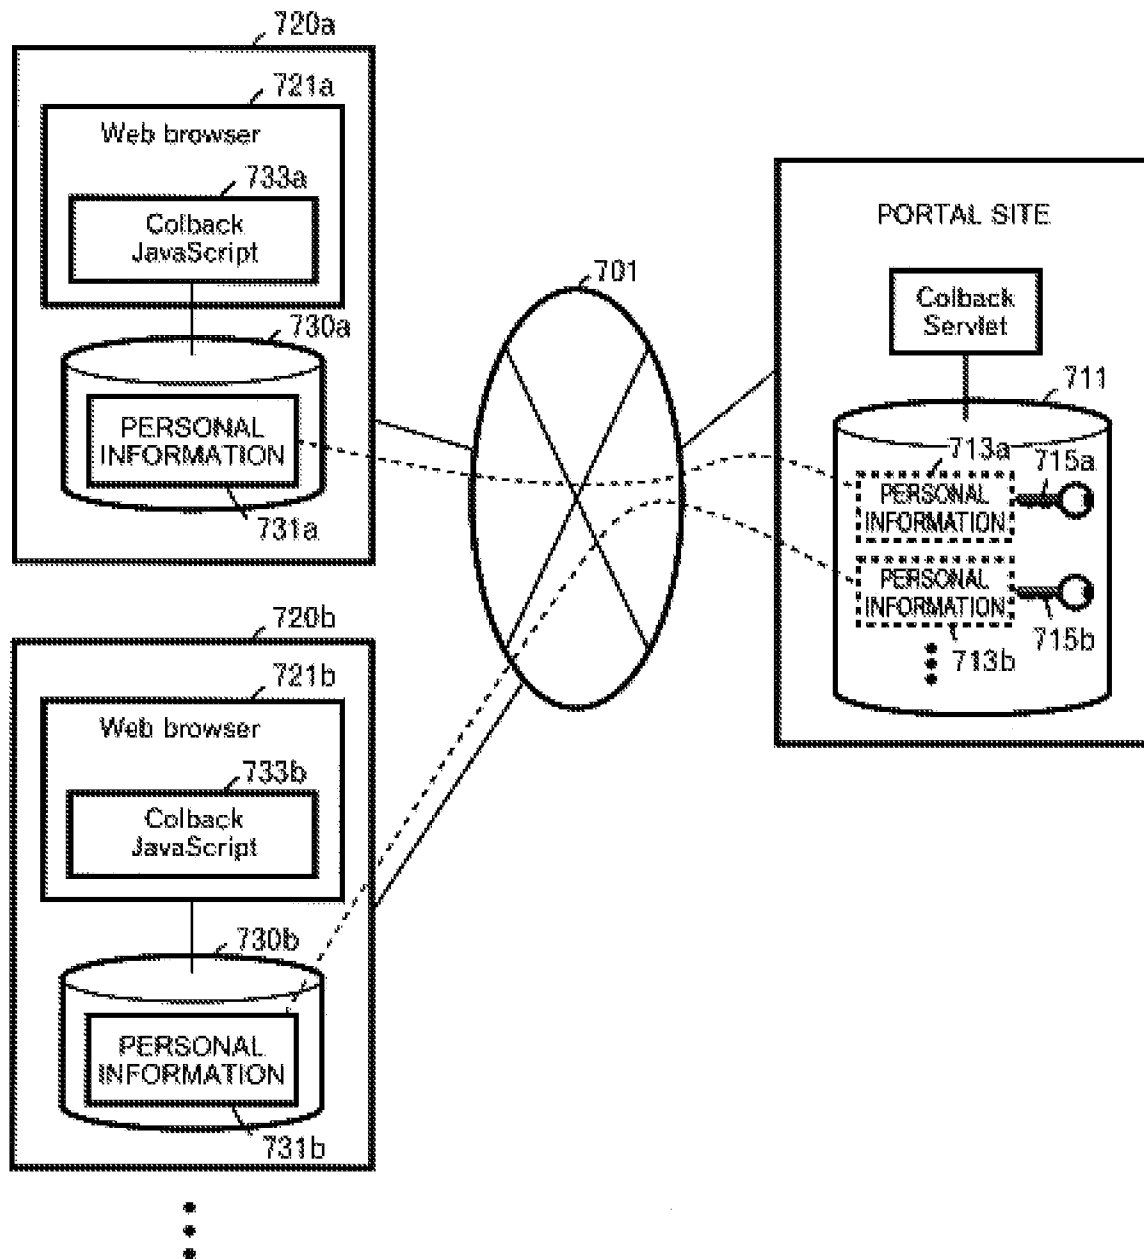 720a
721a
Web browser
733a
Colback
JavaScript
730a
PERSONAL
INFORMATION
731a
701
PORTAL SITE
Colback
Servlet
711
713a
715a
PERSONAL
INFORMATION
PERSONAL
INFORMATION
713b
715b
720b
721b
Web browser
733b
Colback
JavaScript
730b
PERSONAL
INFORMATION
731b